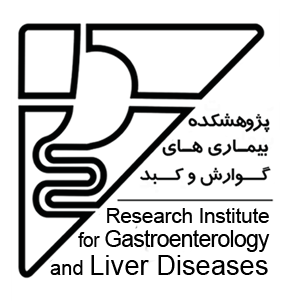 پژوهشکده
بیماری های
گوارش و کبد
Research Institute
for Gastroenterology
and Liver Diseases